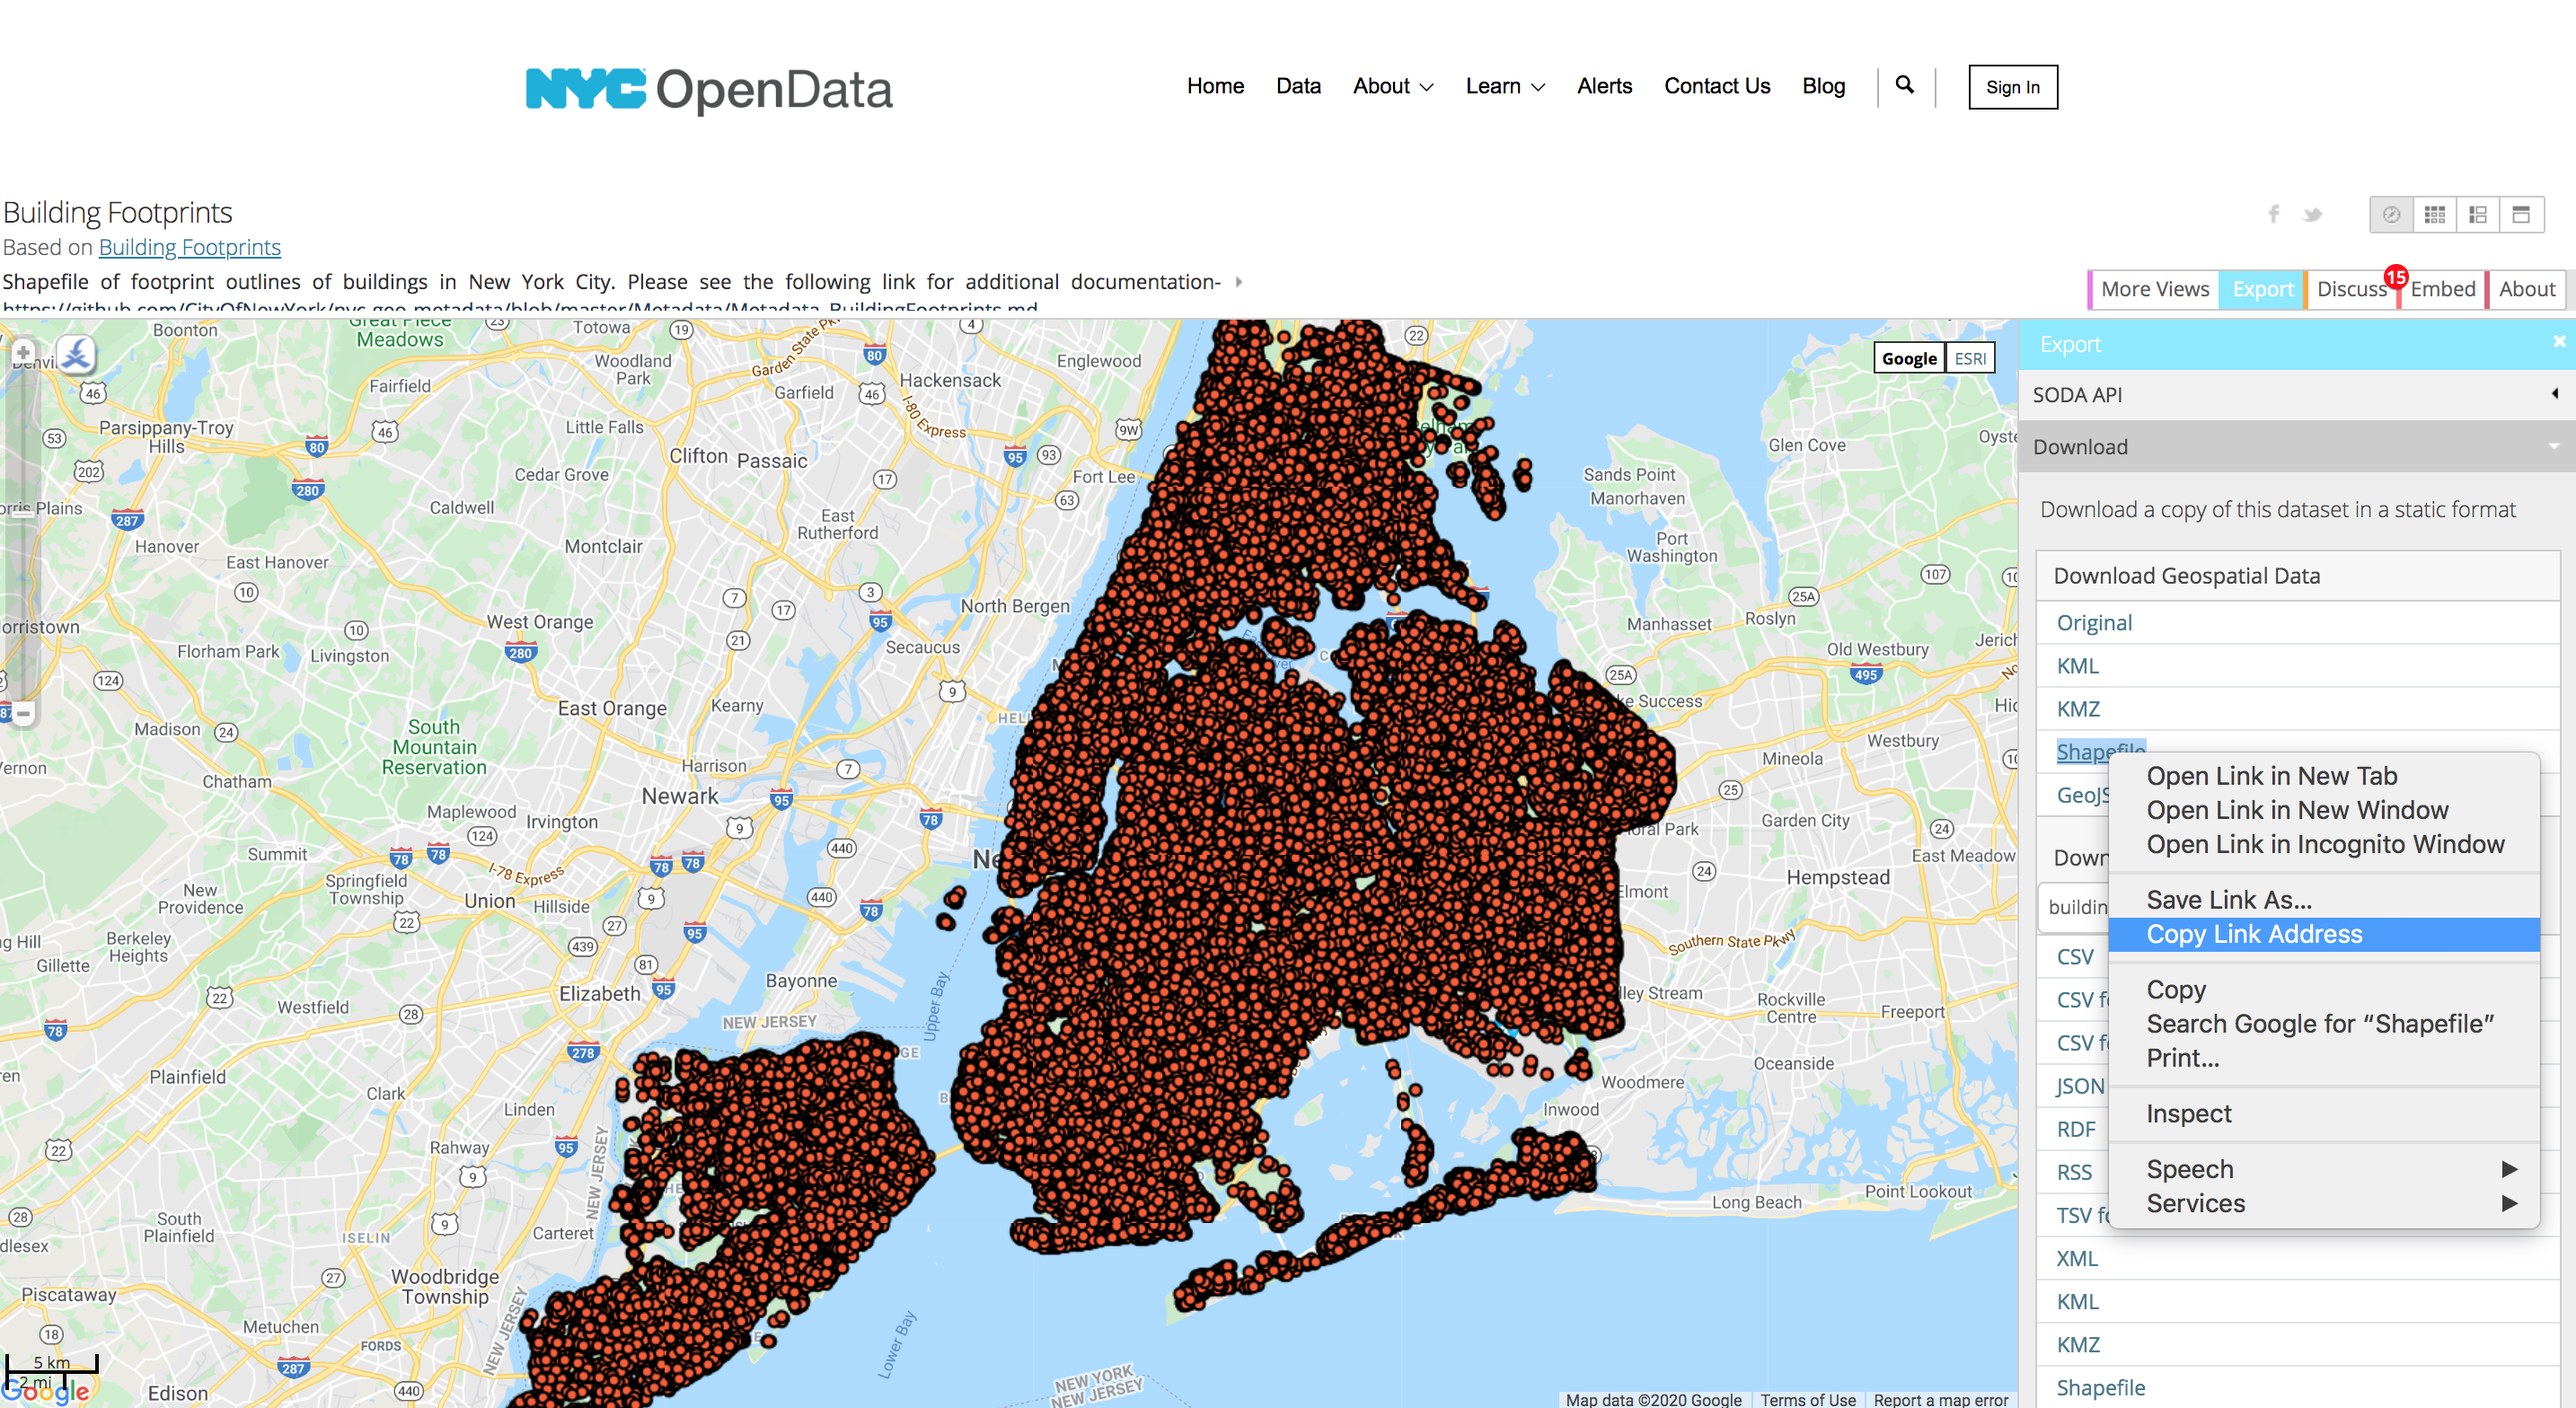 NYC OpenData
Home Data About Learn Alerts Contact Us Blog Sign In
Building Footprints
Based on Building Footprints
Shapefile of footprint outlines of buildings in New York City. Please see the following link for additional documentation-
https://github.com/CityOfNewYork/nyc-geo-metadata/blob/master/Metadata/Metadata_BuildingFootprints.md
More Views Export Discuss 15 Embed About
Google ESRI
Export
SODA API
Download
Download a copy of this dataset in a static format
Download Geospatial Data
Original
KML
KMZ
Shapefile
GeoJS
Down
buildin
CSV
CSV f
CSV f
JSON
RDF
RSS
TSV f
XML
KML
KMZ
Shapefile
Open Link in New Tab
Open Link in New Window
Open Link in Incognito Window
Save Link As...
Copy Link Address
Copy
Search Google for “Shapefile”
Print...
Inspect
Speech
Services
Boonton
Great Piece
Meadows
Totowa
Garden State Pk
Englewood
Woodland
Park
Fairfield
Garfield
Hackensack
I-80 Express
Parsippany-Troy
Hills
Little Falls
Clifton
Passaic
Cedar Grove
Fort Lee
Caldwell
East
Rutherford
Hanover
East Hanover
Montclair
North Bergen
West Orange
Secaucus
Florham Park
Livingston
East Orange
Kearny
Madison
South
Mountain
Reservation
Chatham
Harrison
Newark
Maplewood
Irvington
Summit
I-78 Express
Springfield
Township
New
Providence
Union
Hillside
Berkeley
Heights
Gillette
Westfield
Elizabeth
Bayonne
NEW JERSEY
Upper Bay
Plainfield
Clark
Linden
Rahway
NEW JERSEY
South
Plainfield
ISELIN
Carteret
Woodbridge
Township
Piscataway
Metuchen
FORDS
NEW JERSEY
Edison
Lower Bay
NEW YORK
NEW JERSEY
Glen Cove
Sands Point
Manorhaven
Port
Washington
Manhasset
Roslyn
Old Westbury
Jerich
Westbury
Mineola
Garden City
East Meadow
Hempstead
Elmont
Southern State Pkwy
Rockville
Centre
Freeport
Oceanside
Woodmere
Inwood
Long Beach
Point Lookout
5 km
2 mi
Google
Map data ©2020 Google Terms of Use Report a map error